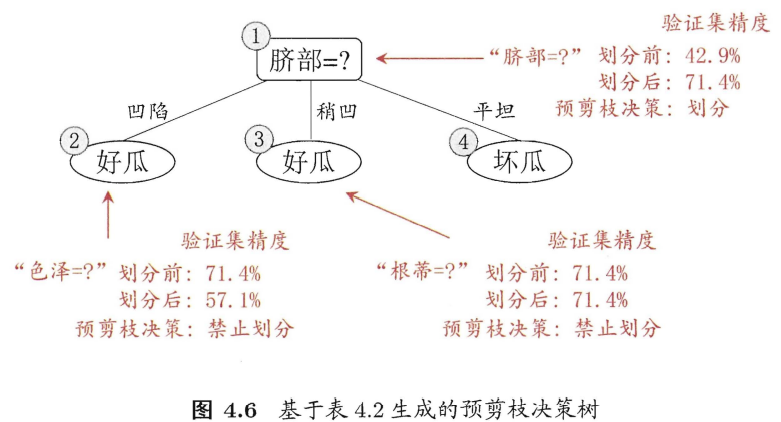 验证集精度
①
脐部=?
“脐部=?” 划分前: 42.9%
划分后: 71.4%
预剪枝决策: 划分
凹陷
稍凹
平坦
②
好瓜
③
好瓜
④
坏瓜
验证集精度
“色泽=?” 划分前: 71.4%
划分后: 57.1%
预剪枝决策: 禁止划分
验证集精度
“根蒂=?” 划分前: 71.4%
划分后: 71.4%
预剪枝决策: 禁止划分
图 4.6 基于表 4.2 生成的预剪枝决策树